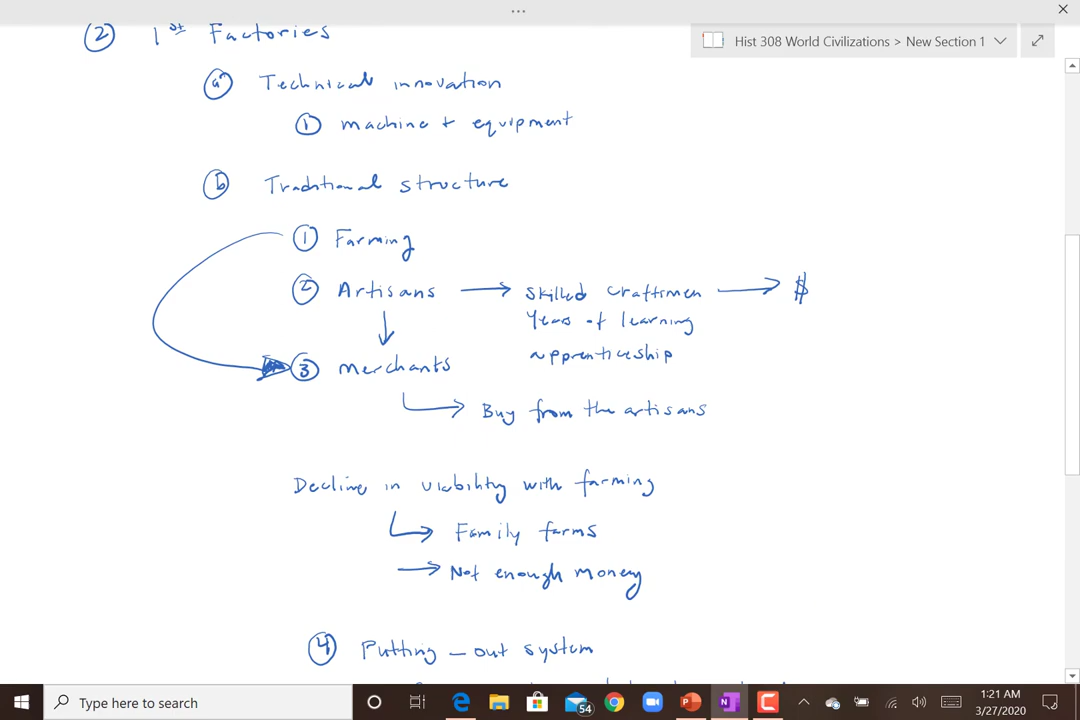 Hist 308 World Civilizations > New Section 1
② 1st Factories
ⓐ Technical innovation
① machine + equipment
ⓑ Traditional structure
① Farming
② Artisans → Skilled craftsmen → $
Years of learning
apprenticeship
③ Merchants
Buy from the artisans
Decline in viability with farming
Family farms
→ Not enough money
④ Putting-out system
Type here to search
54
1:21 AM
3/27/2020